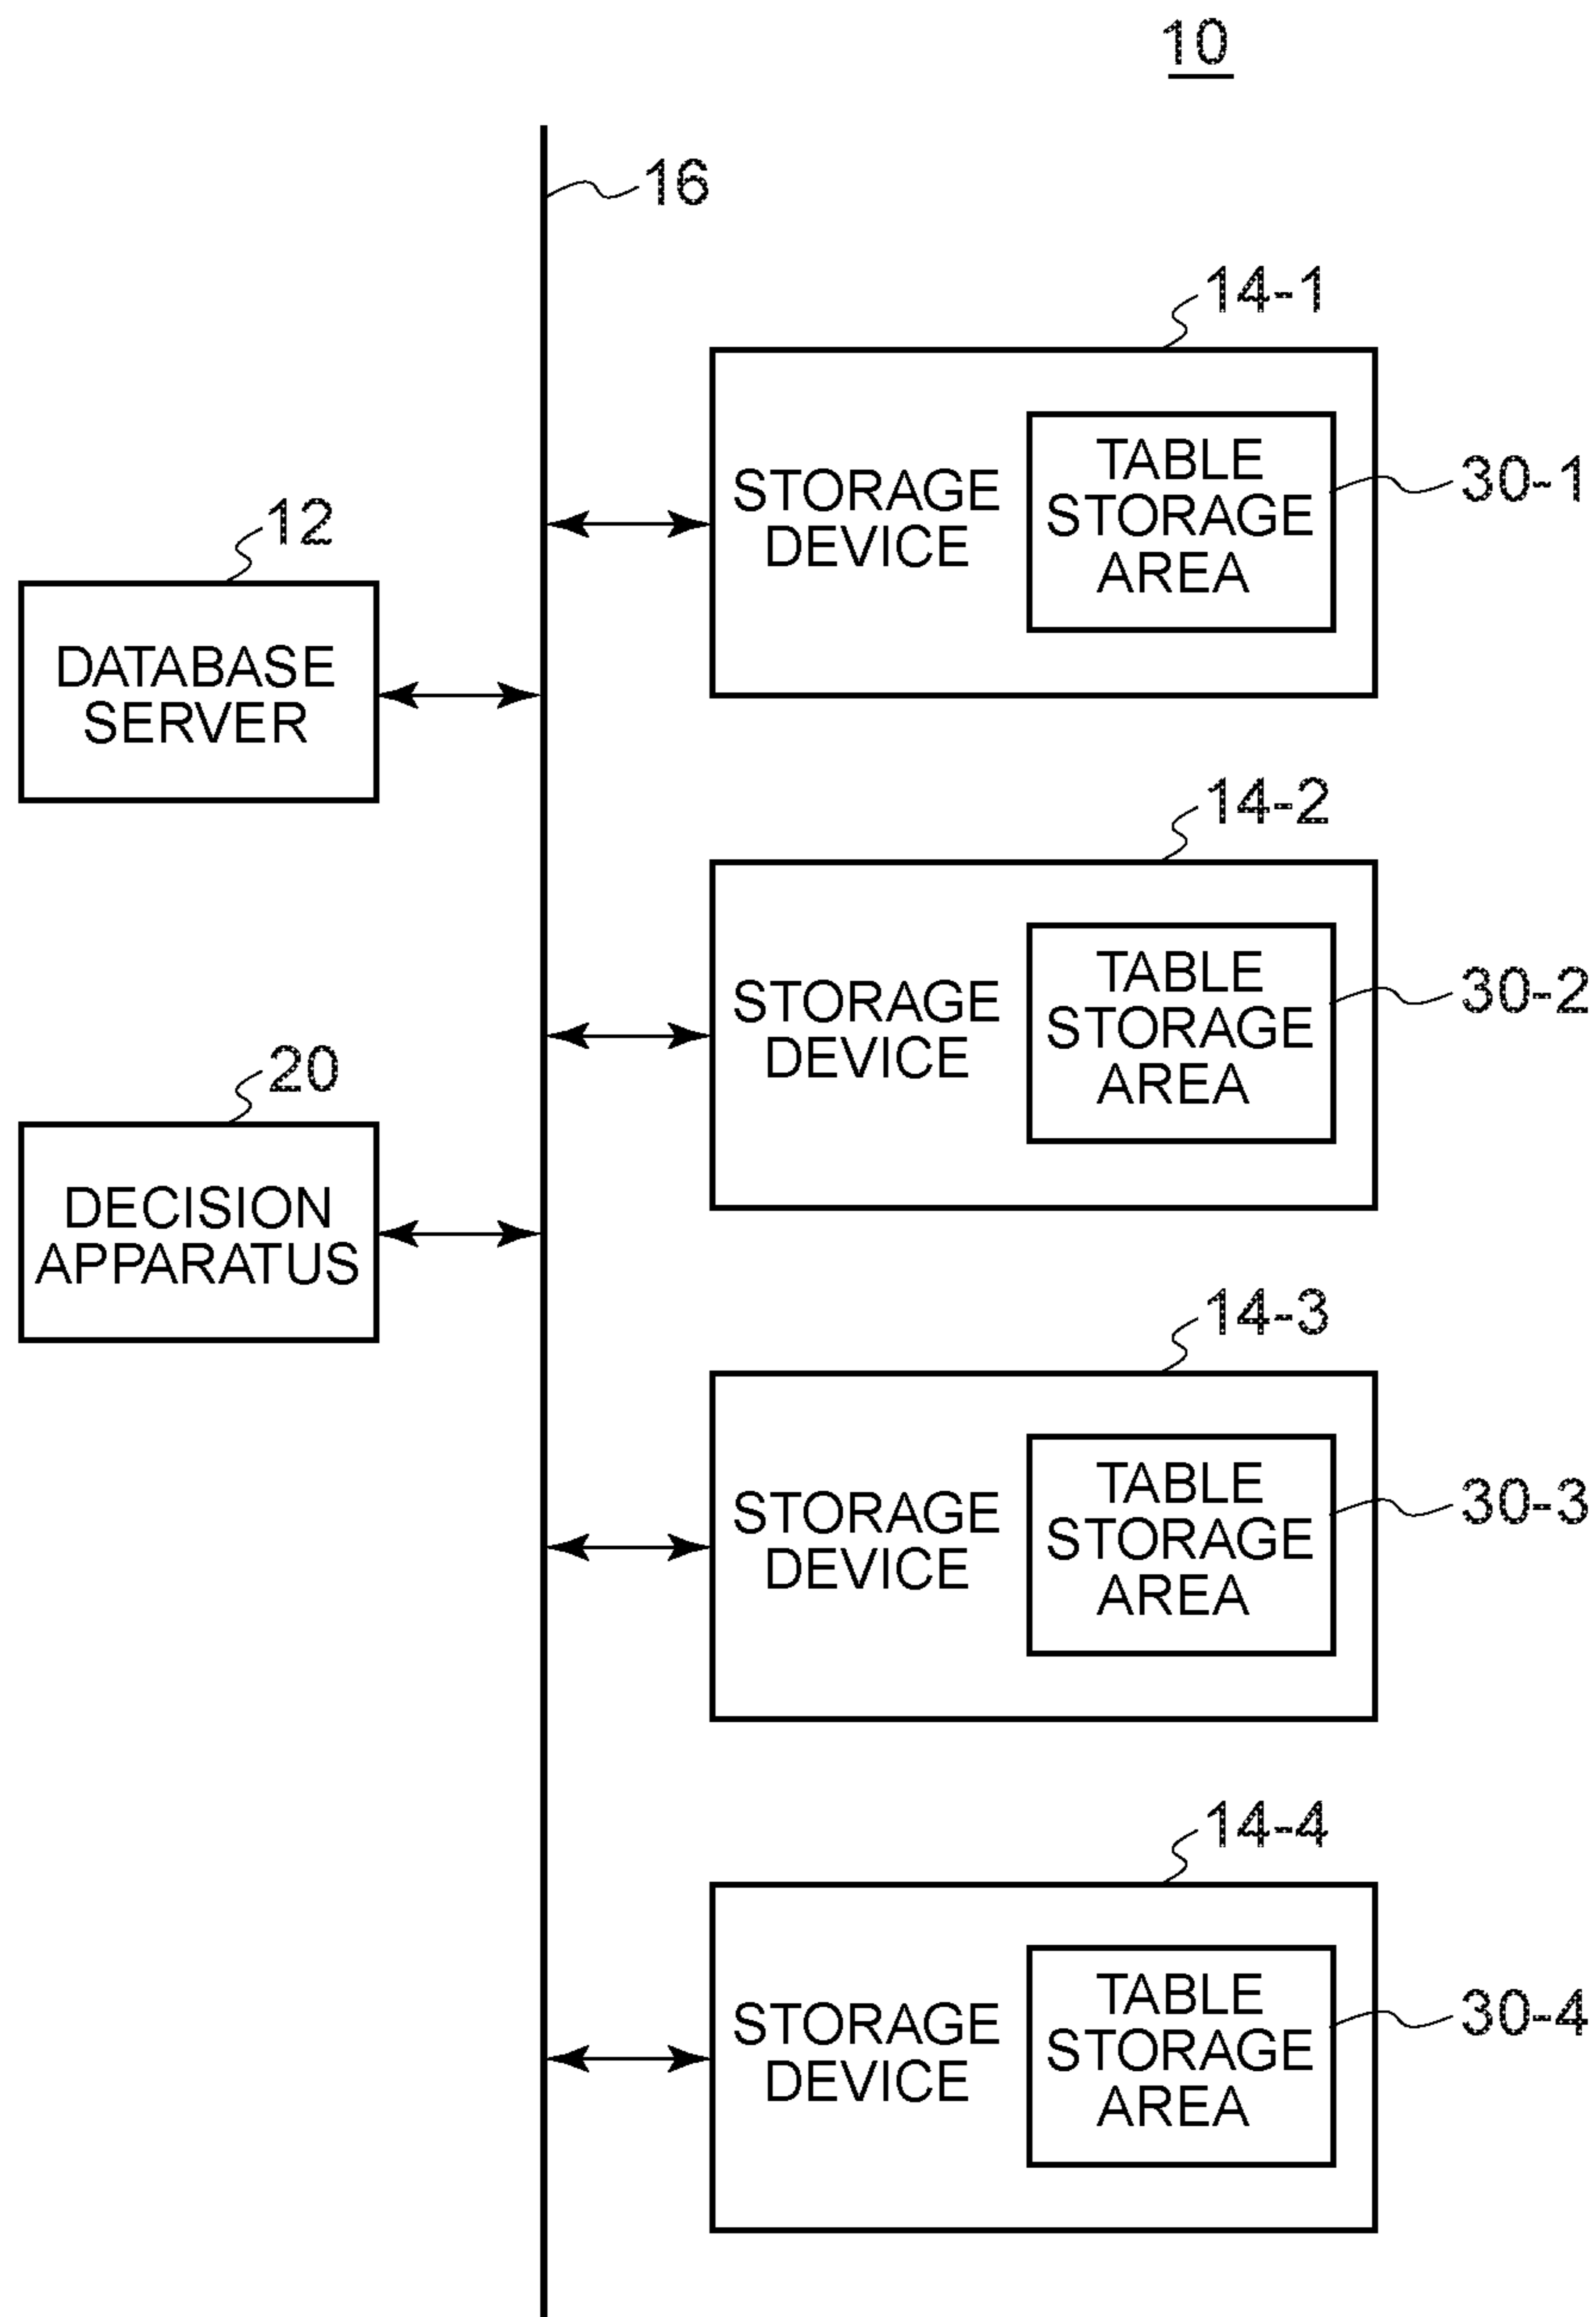 10
16
14-1
STORAGE
DEVICE
TABLE
STORAGE
AREA
30-1
12
DATABASE
SERVER
14-2
STORAGE
DEVICE
TABLE
STORAGE
AREA
30-2
20
DECISION
APPARATUS
14-3
STORAGE
DEVICE
TABLE
STORAGE
AREA
30-3
14-4
STORAGE
DEVICE
TABLE
STORAGE
AREA
30-4